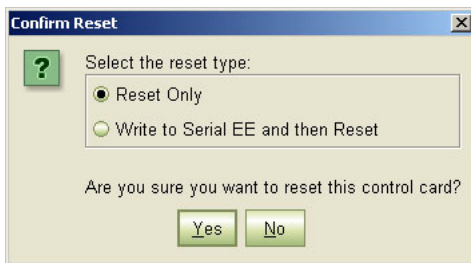 Confirm Reset
?
Select the reset type:
Reset Only
Write to Serial EE and then Reset
Are you sure you want to reset this control card?
Yes No